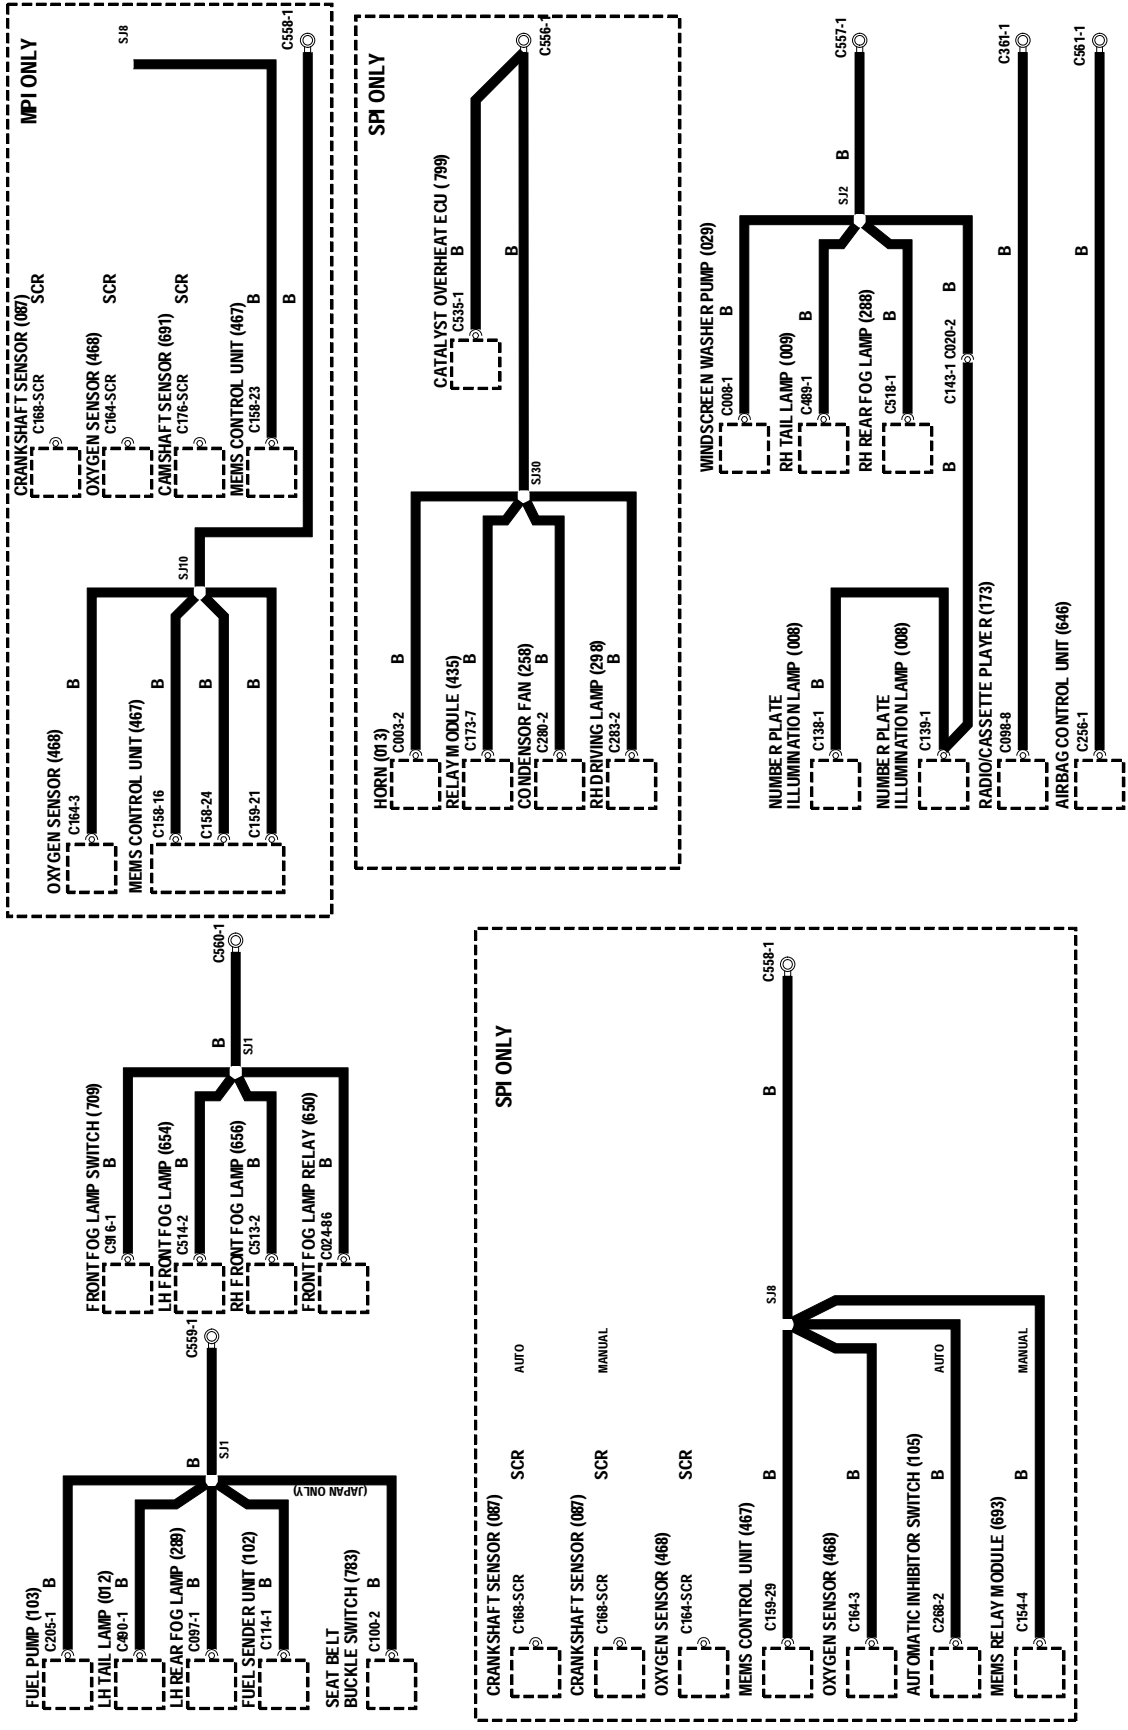 MPI ONLY
SJ8
C558-1
CRANKSHAFT SENSOR (087)
C168-SCR
SCR
OXYGEN SENSOR (468)
C164-SCR
SCR
CAMSHAFT SENSOR (691)
C176-SCR
SCR
MEMS CONTROL UNIT (467)
C158-23
B
B
SJ10
OXYGEN SENSOR (468)
C164-3
B
MEMS CONTROL UNIT (467)
C158-16
B
C158-24
B
C159-21
B
SPI ONLY
C556-1
CATALYST OVERHEAT ECU (799)
C535-1
B
B
SJ30
HORN (013)
C003-2
B
RELAY MODULE (435)
C173-7
B
CONDENSOR FAN (258)
C280-2
B
RH DRIVING LAMP (298)
C283-2
B
C557-1
B
SJ2
WINDSCREEN WASHER PUMP (029)
C008-1
B
RH TAIL LAMP (009)
C489-1
B
RH REAR FOG LAMP (288)
C518-1
B
B
C143-1 C020-2
B
NUMBER PLATE
ILLUMINATION LAMP (008)
C138-1
B
NUMBER PLATE
ILLUMINATION LAMP (008)
C139-1
C361-1
RADIO/CASSETTE PLAYER (173)
C098-8
B
C561-1
AIRBAG CONTROL UNIT (646)
C256-1
B
C560-1
B
SJ1
FRONT FOG LAMP SWITCH (709)
C916-1
B
LH FRONT FOG LAMP (654)
C514-2
B
RH FRONT FOG LAMP (656)
C513-2
B
FRONT FOG LAMP RELAY (650)
C024-86
B
C559-1
B
SJ1
FUEL PUMP (103)
C205-1
B
LH TAIL LAMP (012)
C490-1
B
LH REAR FOG LAMP (289)
C097-1
B
FUEL SENDER UNIT (102)
C114-1
B
(JAPAN ONLY)
SEAT BELT
BUCKLE SWITCH (783)
C100-2
B
SPI ONLY
C558-1
B
SJ8
CRANKSHAFT SENSOR (087)
C168-SCR
SCR
AUTO
CRANKSHAFT SENSOR (087)
C168-SCR
SCR
MANUAL
OXYGEN SENSOR (468)
C164-SCR
SCR
MEMS CONTROL UNIT (467)
C159-29
B
OXYGEN SENSOR (468)
C164-3
B
AUTOMATIC INHIBITOR SWITCH (105)
C268-2
B
AUTO
MEMS RELAY MODULE (693)
C154-4
B
MANUAL